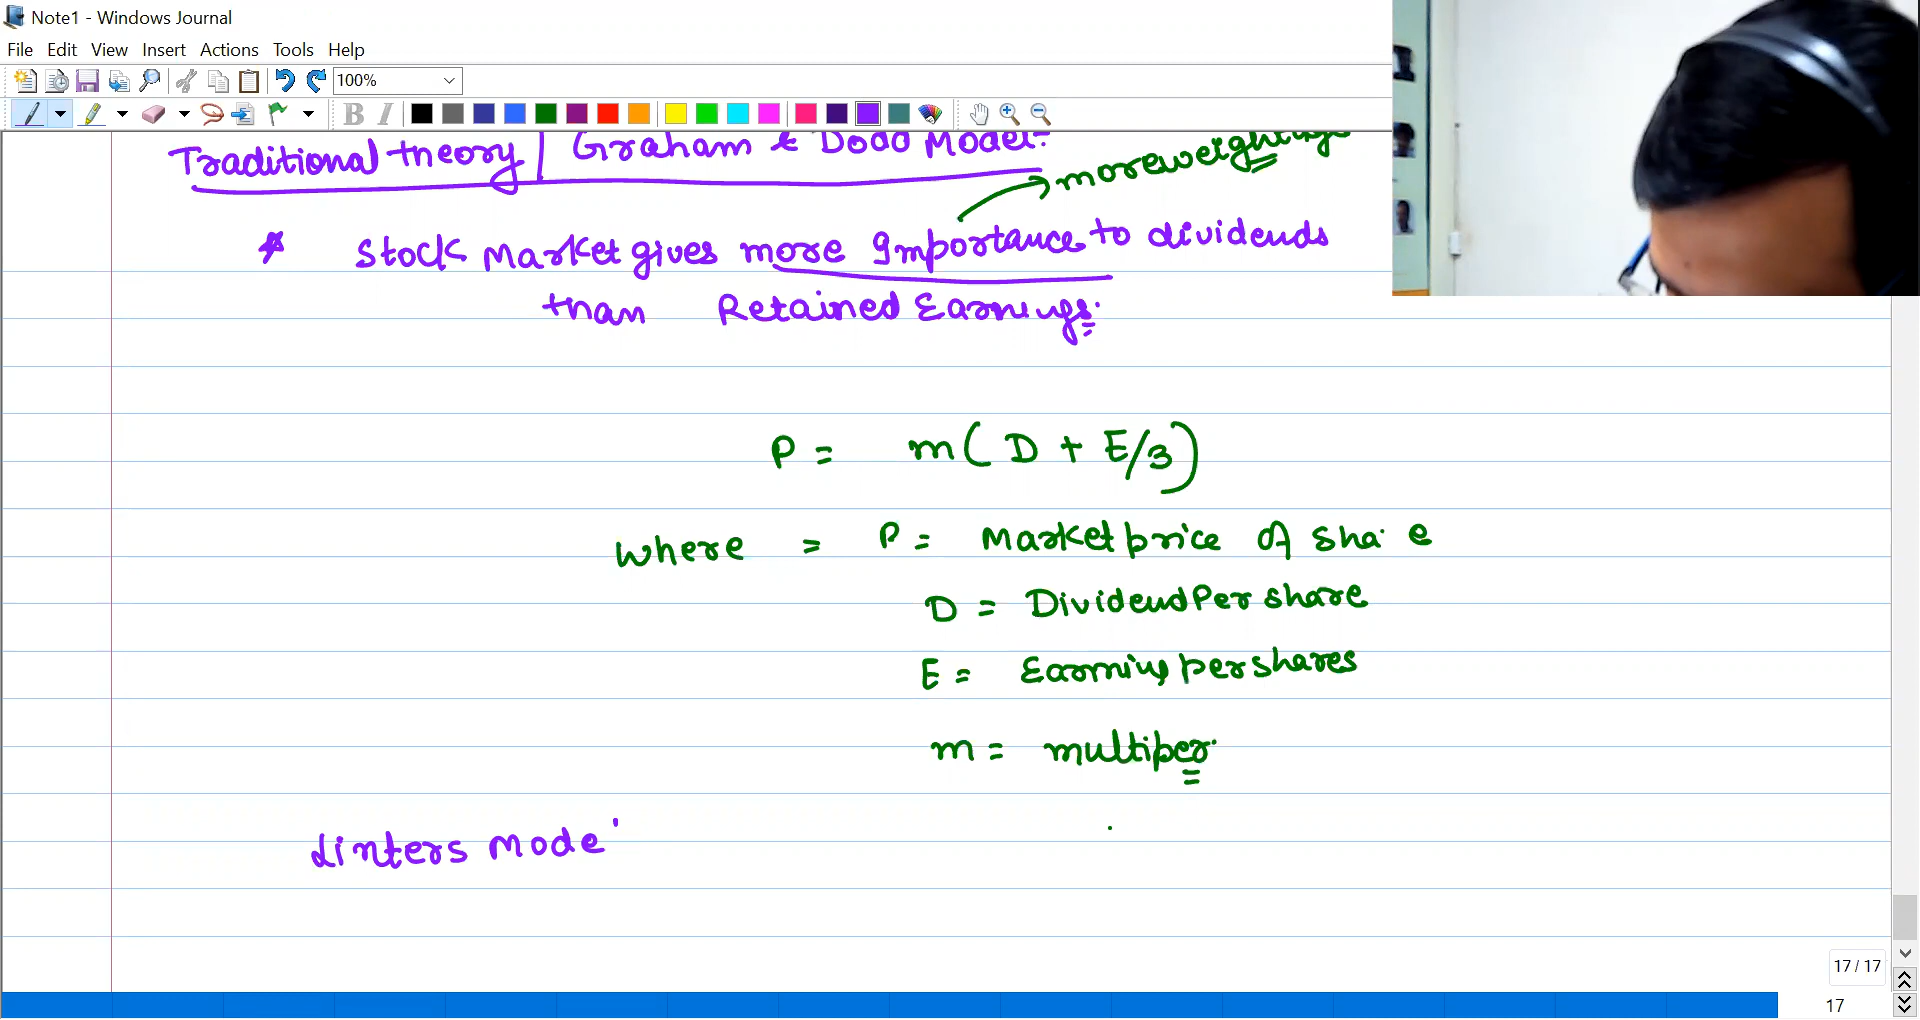 Note1 - Windows Journal
File Edit View Insert Actions Tools Help
100%
B I
Traditional theory | Graham & Dodd Model:-
more weightage
* Stock Market gives more Importance to dividends
than Retained Earnings.
P = m( D + E/3 )
where = P = Market price of Sha e
D = Dividend Per share
E = Earning per shares
m = multiper.
Linters mode
17 / 17
17